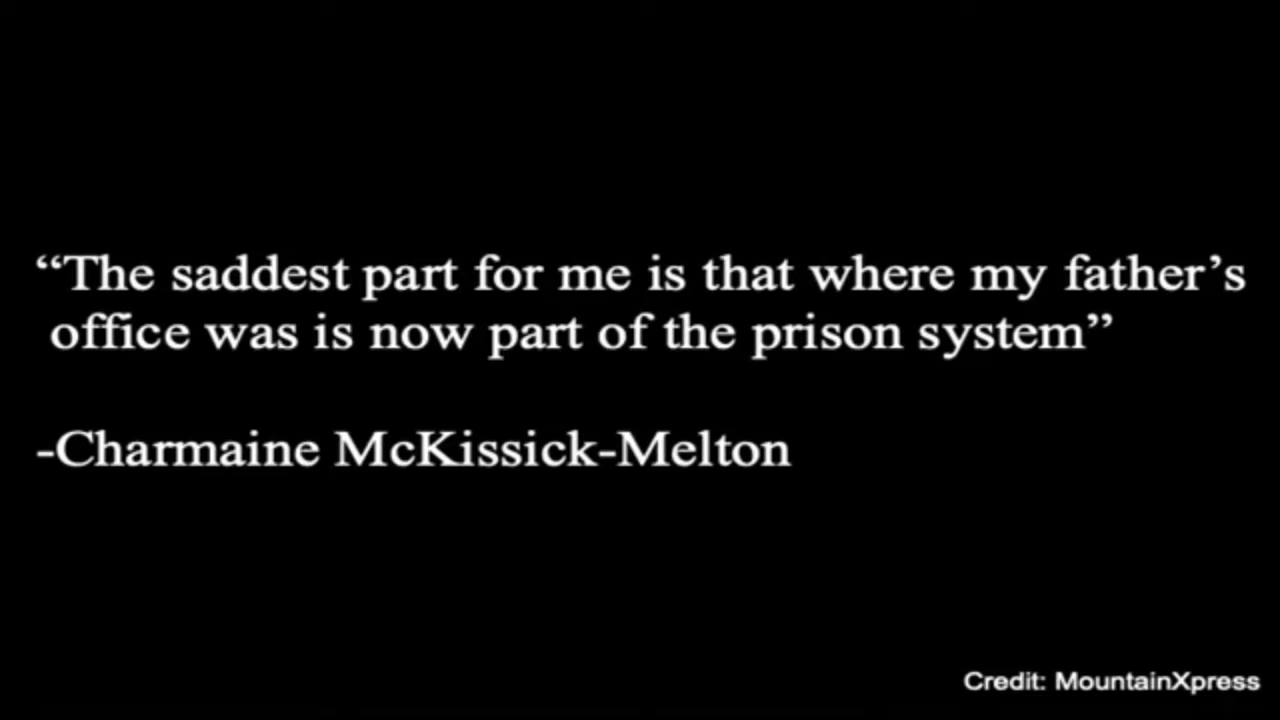 “The saddest part for me is that where my father’s
office was is now part of the prison system”
-Charmaine McKissick-Melton
Credit: MountainXpress